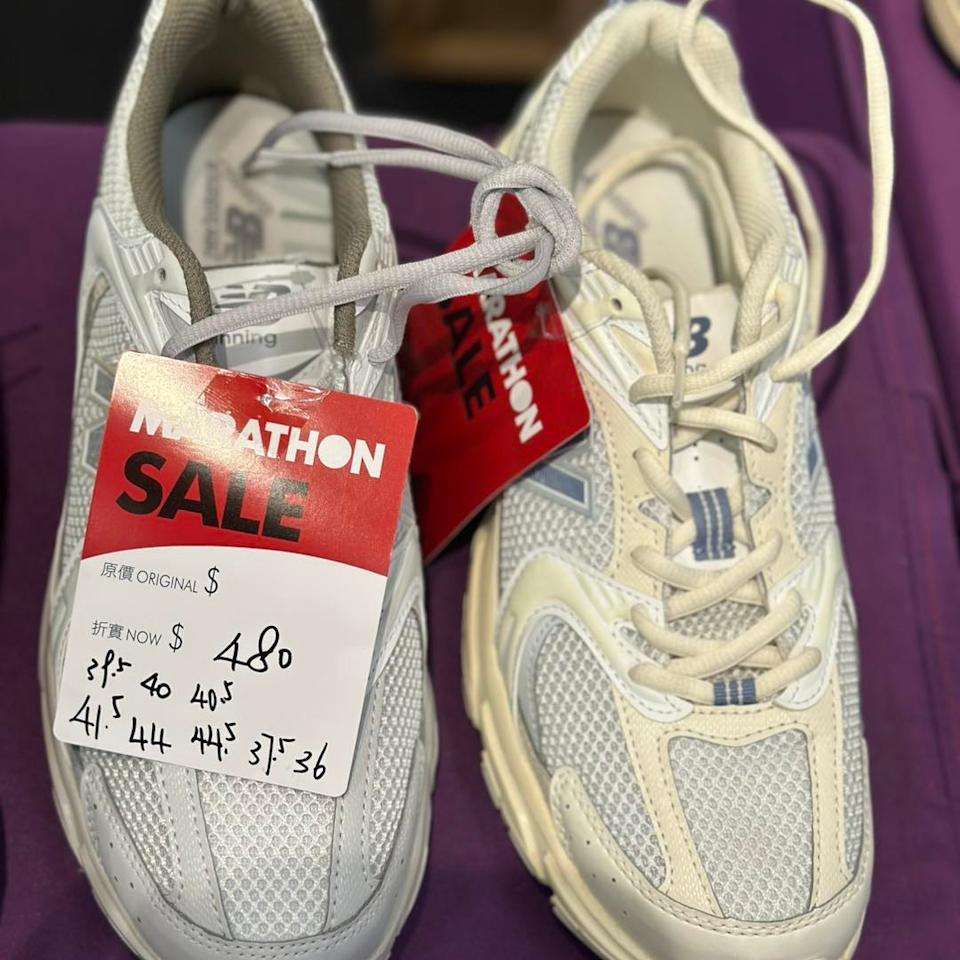 MARATHON
SALE
原價 ORIGINAL $
折實 NOW $ 480
39.5 40 40.5
41.5 44 44.5 37.5 36
MARATHON
SALE